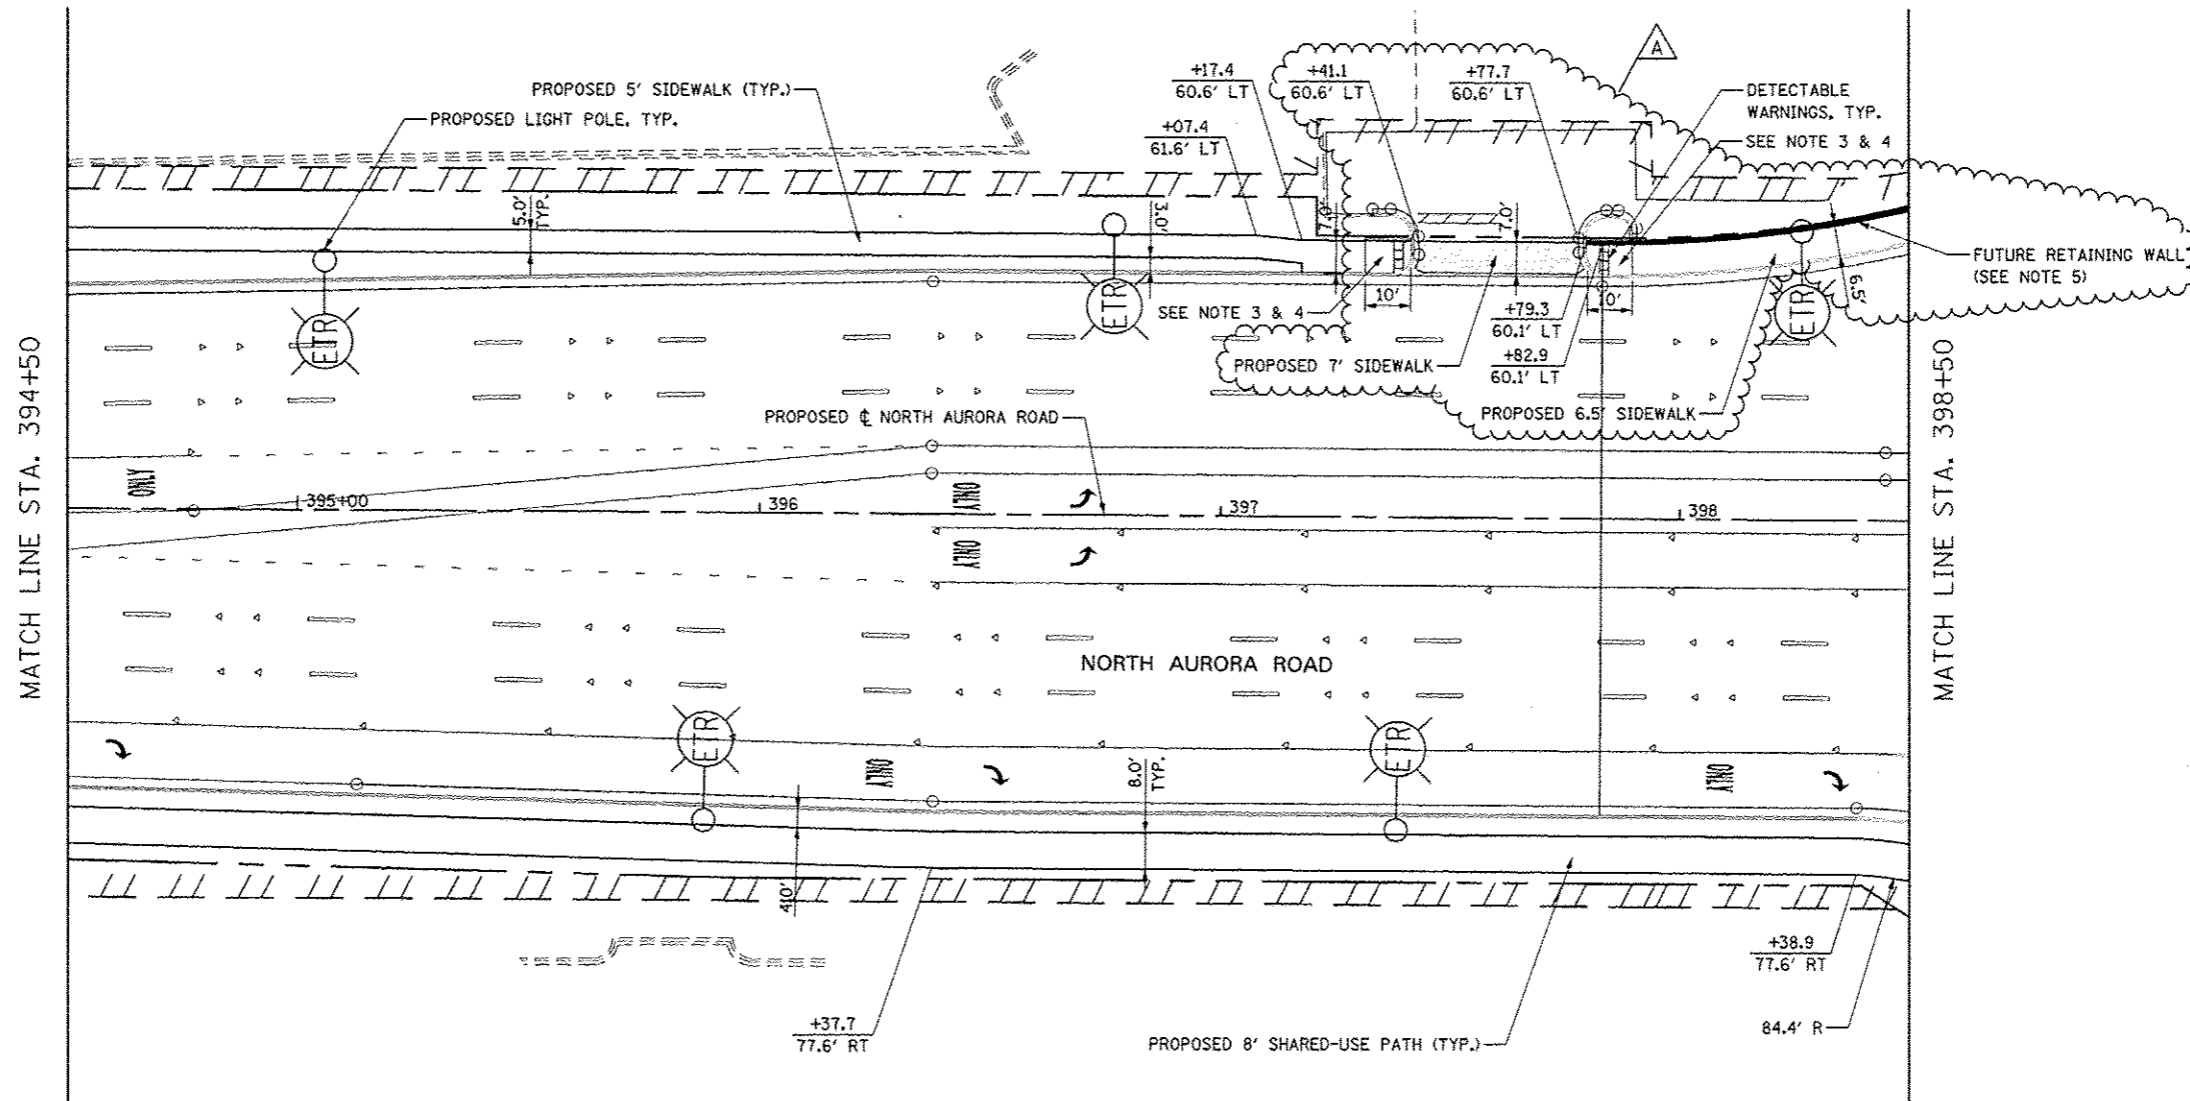 MATCH LINE STA. 394+50
PROPOSED 5' SIDEWALK (TYP.)
PROPOSED LIGHT POLE, TYP.
+17.4
60.6' LT
+41.1
60.6' LT
+77.7
60.6' LT
A
DETECTABLE
WARNINGS, TYP.
SEE NOTE 3 & 4
+07.4
61.6' LT
5.0'
TYP.
3.0'
7.0'
FUTURE RETAINING WALL
(SEE NOTE 5)
6.5'
ETR
ETR
ETR
SEE NOTE 3 & 4
10'
10'
+79.3
60.1' LT
+82.9
60.1' LT
PROPOSED 7' SIDEWALK
PROPOSED 6.5' SIDEWALK
PROPOSED ℄ NORTH AURORA ROAD
ONLY
ONLY
ONLY
395+00
396
397
398
NORTH AURORA ROAD
MATCH LINE STA. 398+50
ETR
ETR
ONLY
ONLY
8.0'
TYP.
4.0'
+37.7
77.6' RT
PROPOSED 8' SHARED-USE PATH (TYP.)
+38.9
77.6' RT
84.4' R